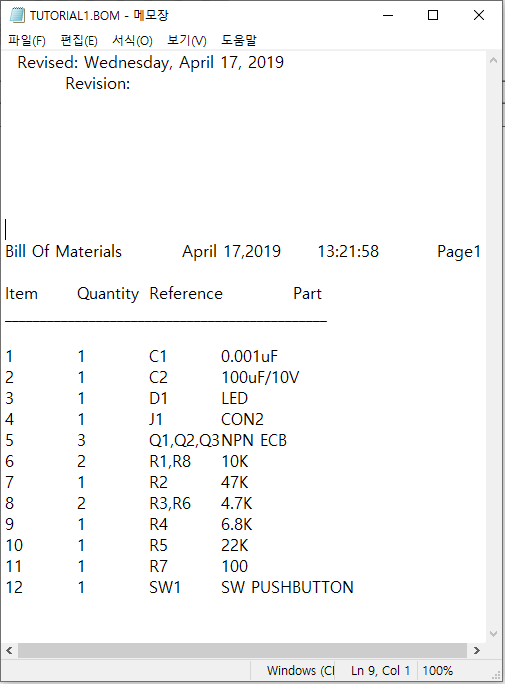 TUTORIAL1.BOM - 메모장
파일(F) 편집(E) 서식(O) 보기(V) 도움말
Revised: Wednesday, April 17, 2019
Revision:
Bill Of Materials April 17,2019 13:21:58 Page1
Item Quantity Reference Part
1 1 C1 0.001uF
2 1 C2 100uF/10V
3 1 D1 LED
4 1 J1 CON2
5 3 Q1,Q2,Q3NPN ECB
6 2 R1,R8 10K
7 1 R2 47K
8 2 R3,R6 4.7K
9 1 R4 6.8K
10 1 R5 22K
11 1 R7 100
12 1 SW1 SW PUSHBUTTON
Windows (Cl Ln 9, Col 1 100%